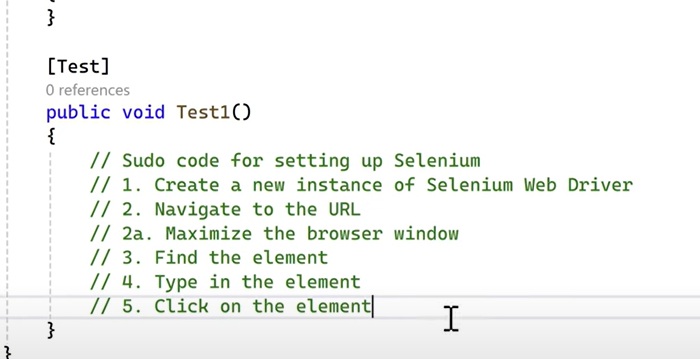 }
[Test]
0 references
public void Test1()
{
// Sudo code for setting up Selenium
// 1. Create a new instance of Selenium Web Driver
// 2. Navigate to the URL
// 2a. Maximize the browser window
// 3. Find the element
// 4. Type in the element
// 5. Click on the element
}
}